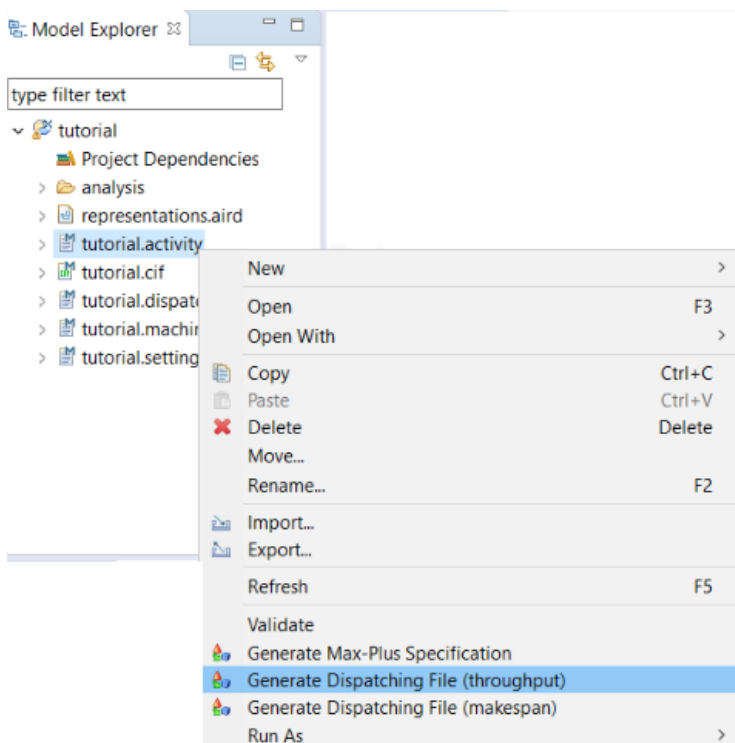 Model Explorer
type filter text
tutorial
Project Dependencies
analysis
representations.aird
tutorial.activity
tutorial.cif
tutorial.dispatc
tutorial.machin
tutorial.setting
New
Open F3
Open With
Copy Ctrl+C
Paste Ctrl+V
Delete Delete
Move...
Rename... F2
Import...
Export...
Refresh F5
Validate
Generate Max-Plus Specification
Generate Dispatching File (throughput)
Generate Dispatching File (makespan)
Run As